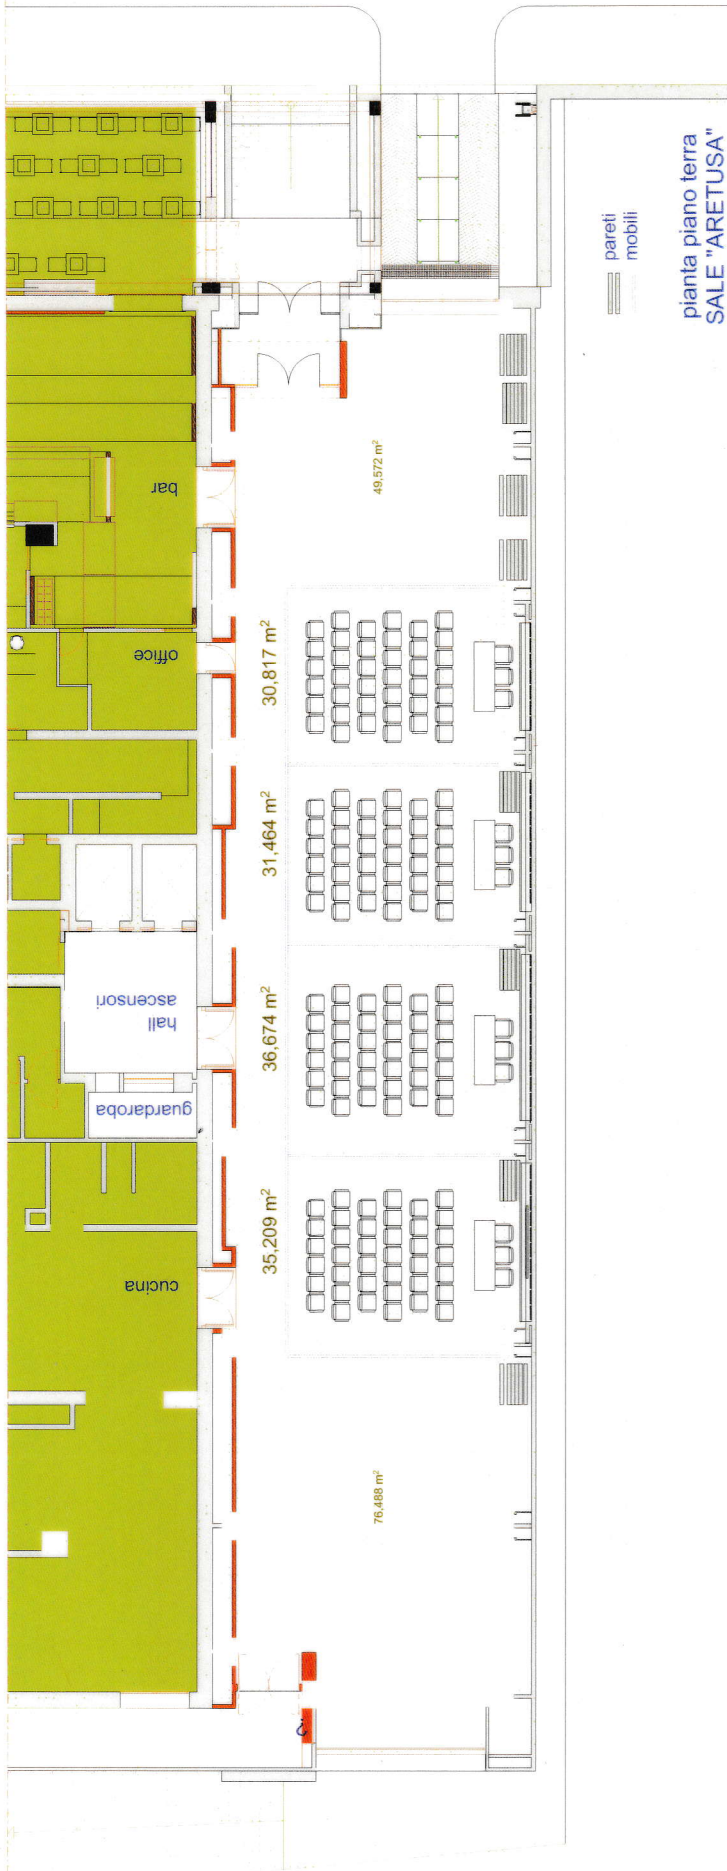 pianta piano terra
SALE "ARETUSA"
pareti
mobili
49,572 m²
30,817 m²
31,464 m²
36,674 m²
35,209 m²
76,488 m²
bar
office
hall
ascensori
guardaroba
cucina